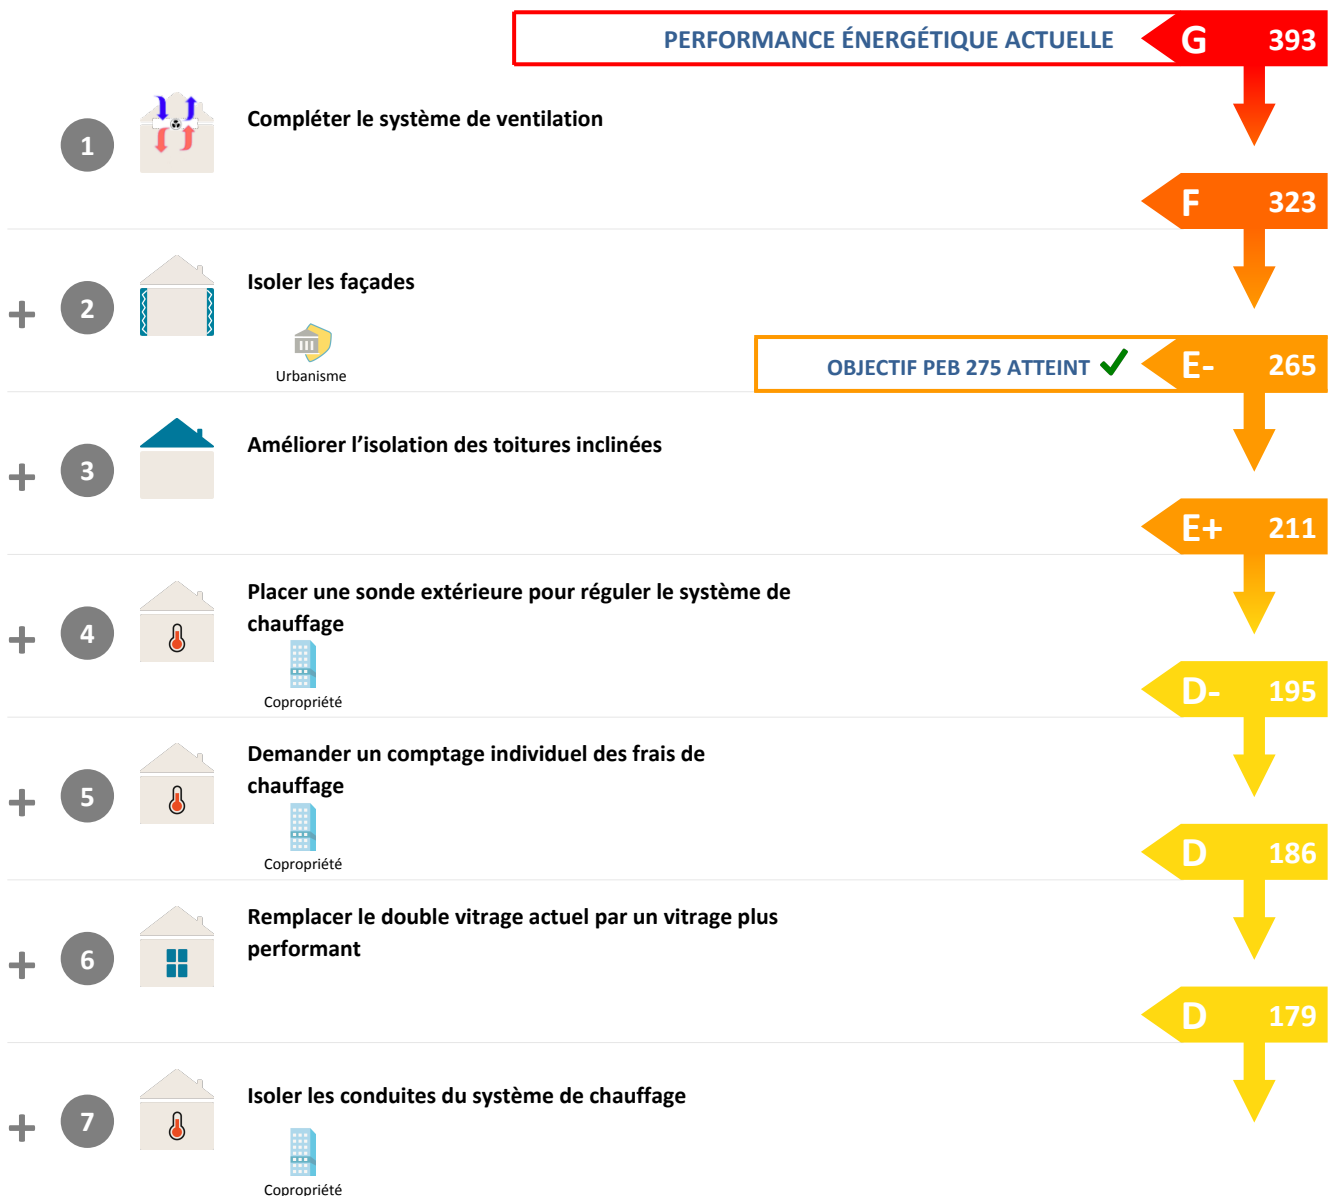 PERFORMANCE ÉNERGÉTIQUE ACTUELLE G 393
1 Compléter le système de ventilation
F 323
+ 2 Isoler les façades
Urbanisme
OBJECTIF PEB 275 ATTEINT ✓ E- 265
+ 3 Améliorer l'isolation des toitures inclinées
E+ 211
+ 4 Placer une sonde extérieure pour réguler le système de
chauffage
Copropriété
D- 195
+ 5 Demander un comptage individuel des frais de
chauffage
Copropriété
D 186
+ 6 Remplacer le double vitrage actuel par un vitrage plus
performant
D 179
+ 7 Isoler les conduites du système de chauffage
Copropriété